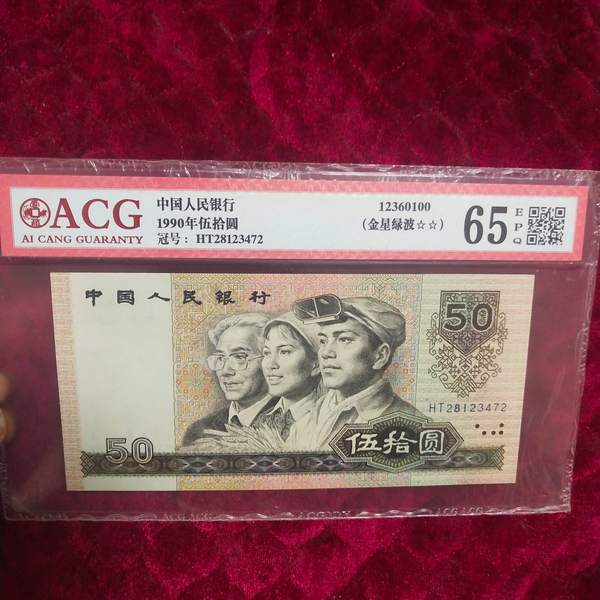 ACG
AI CANG GUARANTY
中国人民银行
1990年伍拾圆
冠号： HT28123472
12360100
(金星绿波☆☆)
65
EPQ
中国人民银行
50
HT28123472
50
伍拾圆